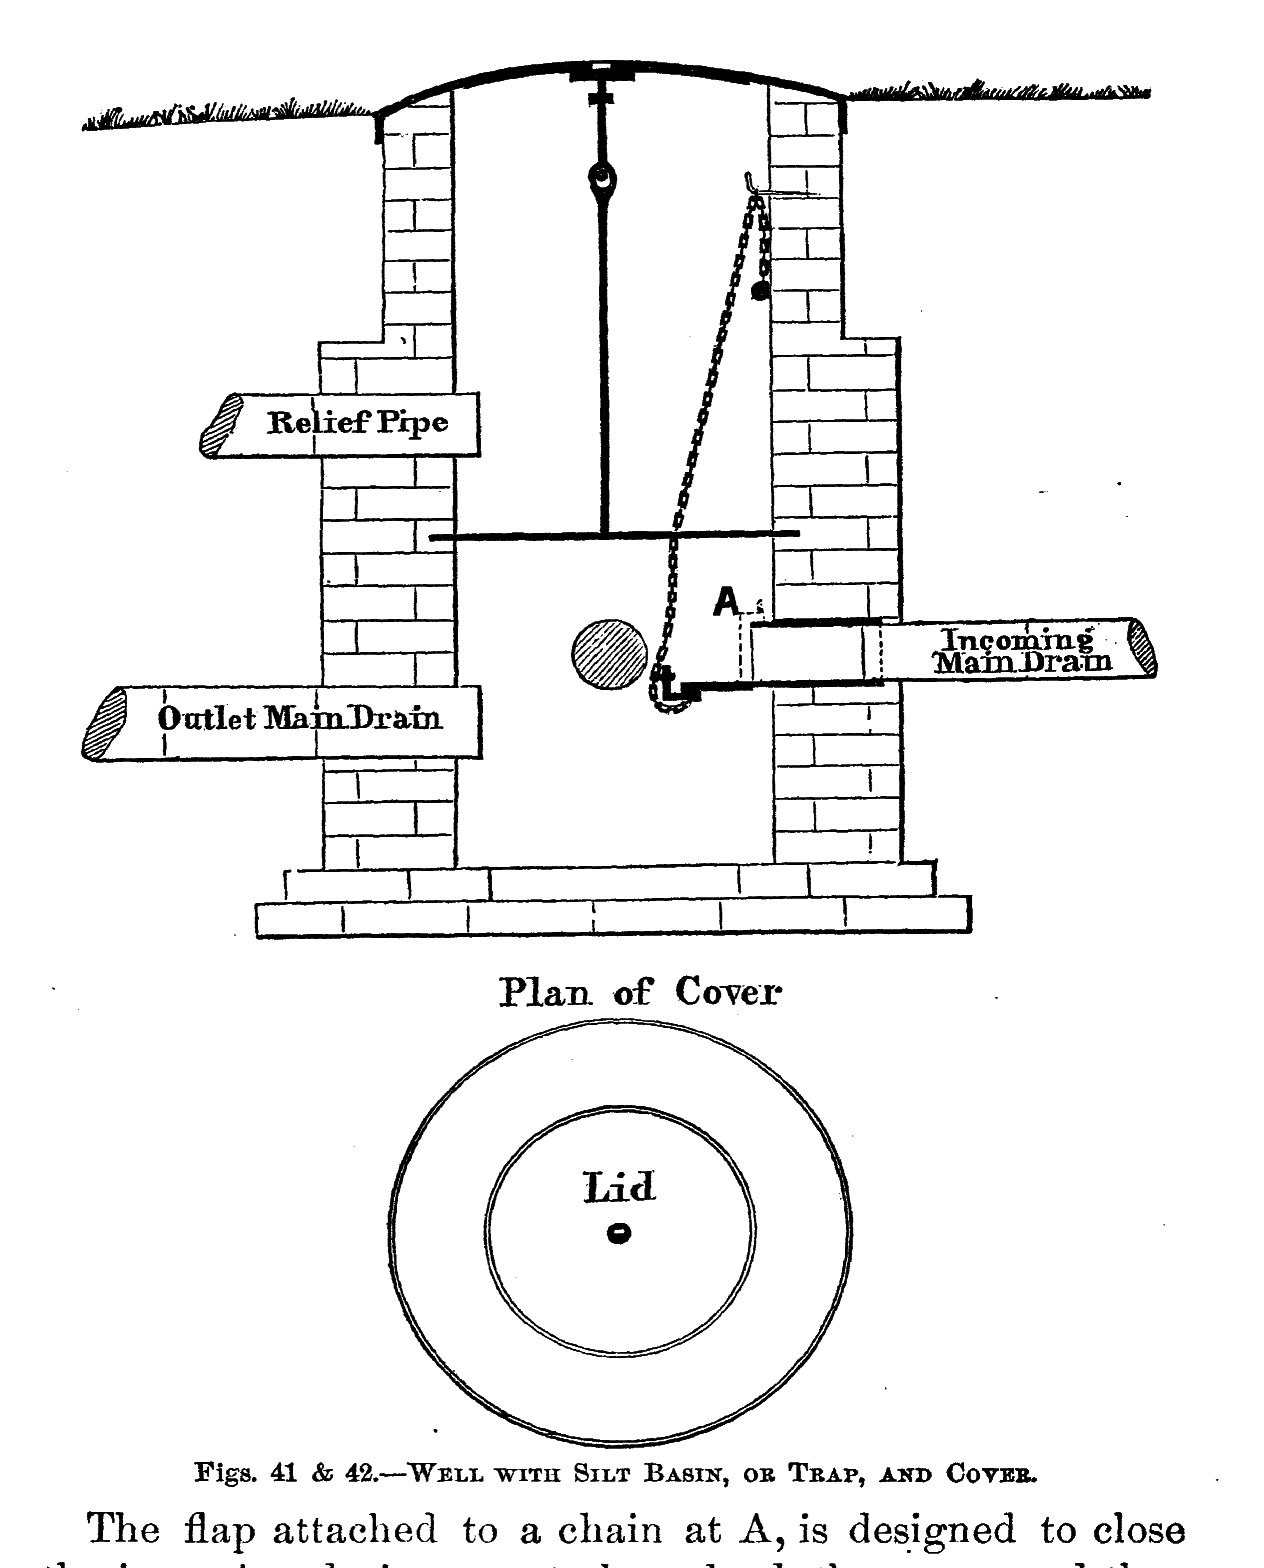 Relief Pipe
A
Incoming
Main Drain
Outlet Main Drain
Plan of Cover
Lid
Figs. 41 & 42.—Well with Silt Basin, or Trap, and Cover.
The flap attached to a chain at A, is designed to close